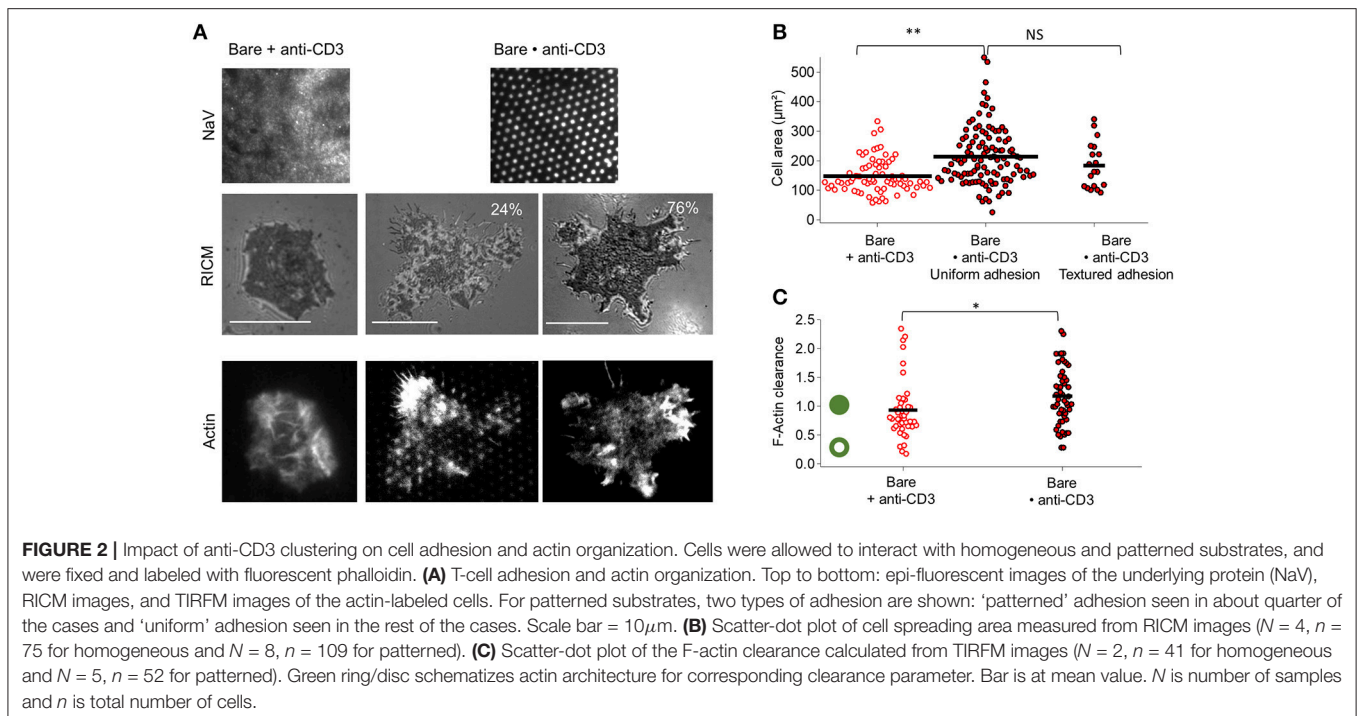 A
Bare + anti-CD3
Bare • anti-CD3
NaV
RICM
24%
76%
Actin
B
**
NS
Cell area (µm²)
500
400
300
200
100
0
Bare
+ anti-CD3
Bare
• anti-CD3
Uniform adhesion
Bare
• anti-CD3
Textured adhesion
C
*
F-Actin clearance
2.5
2.0
1.5
1.0
0.5
0.0
Bare
+ anti-CD3
Bare
• anti-CD3
FIGURE 2 | Impact of anti-CD3 clustering on cell adhesion and actin organization. Cells were allowed to interact with homogeneous and patterned substrates, and
were fixed and labeled with fluorescent phalloidin. (A) T-cell adhesion and actin organization. Top to bottom: epi-fluorescent images of the underlying protein (NaV),
RICM images, and TIRFM images of the actin-labeled cells. For patterned substrates, two types of adhesion are shown: ‘patterned’ adhesion seen in about quarter of
the cases and ‘uniform’ adhesion seen in the rest of the cases. Scale bar = 10µm. (B) Scatter-dot plot of cell spreading area measured from RICM images (N = 4, n =
75 for homogeneous and N = 8, n = 109 for patterned). (C) Scatter-dot plot of the F-actin clearance calculated from TIRFM images (N = 2, n = 41 for homogeneous
and N = 5, n = 52 for patterned). Green ring/disc schematizes actin architecture for corresponding clearance parameter. Bar is at mean value. N is number of samples
and n is total number of cells.